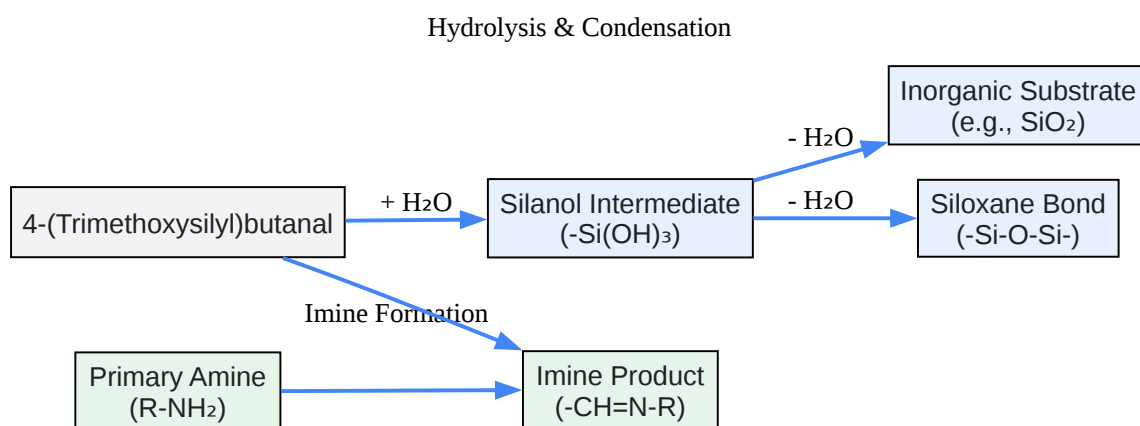 Hydrolysis & Condensation
Inorganic Substrate
(e.g., SiO₂)
- H₂O
4-(Trimethoxysilyl)butanal
+ H₂O
Silanol Intermediate
(-Si(OH)₃)
- H₂O
Siloxane Bond
(-Si-O-Si-)
Imine Formation
Primary Amine
(R-NH₂)
Imine Product
(-CH=N-R)